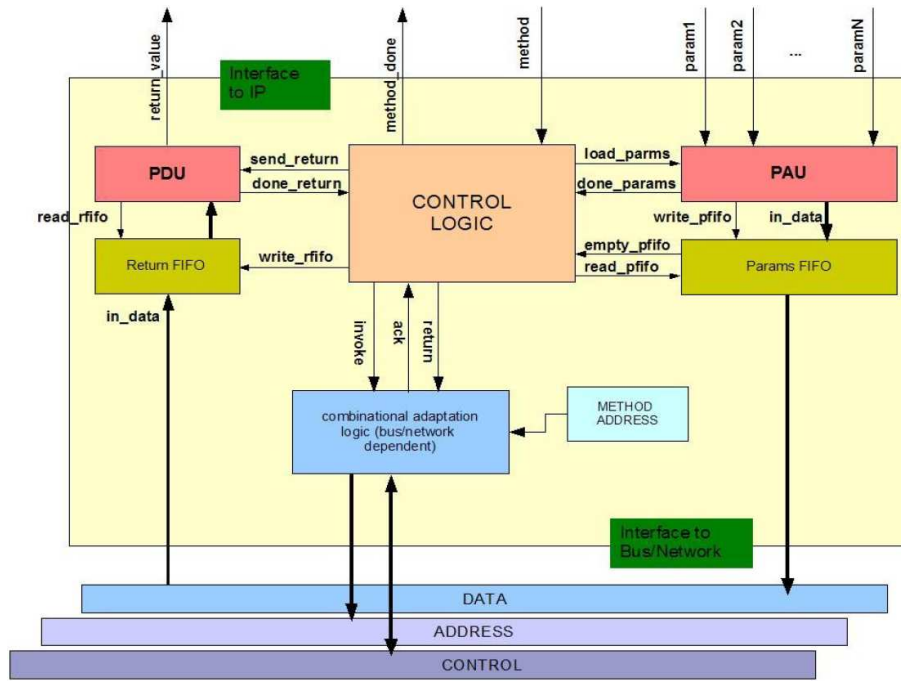 return_value
method_done
method
param1
param2
...
paramN
Interface
to IP
PDU
send_return
done_return
CONTROL
LOGIC
load_parms
done_params
PAU
read_rfifo
write_pfifo
in_data
Return FIFO
write_rfifo
empty_pfifo
read_pfifo
Params FIFO
in_data
invoke
ack
return
combinational adaptation
logic (bus/network
dependent)
METHOD
ADDRESS
Interface to
Bus/Network
DATA
ADDRESS
CONTROL